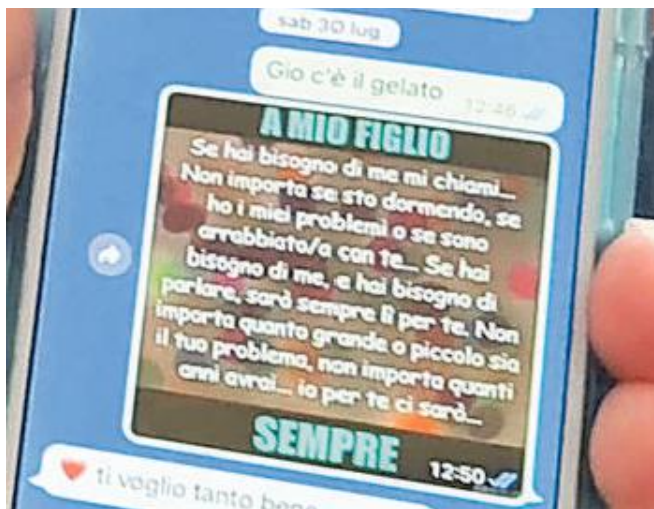 sab 30 lug
Gio c'è il gelato
12:46
A MIO FIGLIO
Se hai bisogno di me mi chiami...
Non importa se sto dormendo, se
ho i miei problemi o se sono
arrabbiato/a con te... Se hai
bisogno di me, e hai bisogno di
parlare, sarò sempre lì per te. Non
importa quanto grande o piccolo sia
il tuo problema, non importa quanti
anni avrai... io per te ci sarò...
SEMPRE
12:50
❤ ti voglio tanto bene